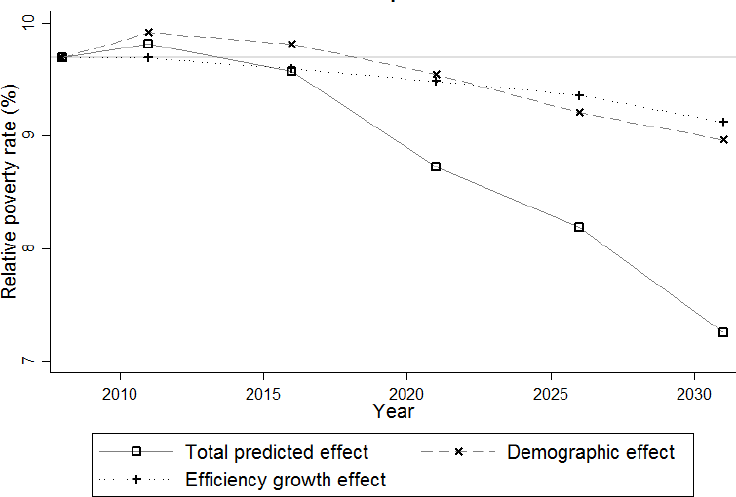 10
9
8
7
Relative poverty rate (%)
2010 2015 2020 2025 2030
Year
Total predicted effect Demographic effect
Efficiency growth effect